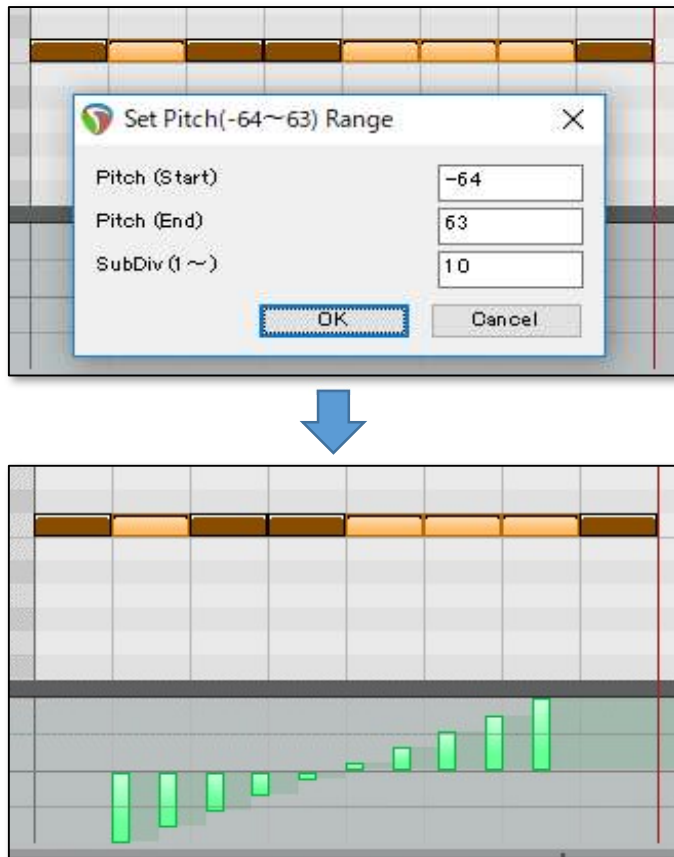 Set Pitch(-64～63) Range
Pitch (Start) -64
Pitch (End) 63
SubDiv (1～) 10
OK Cancel